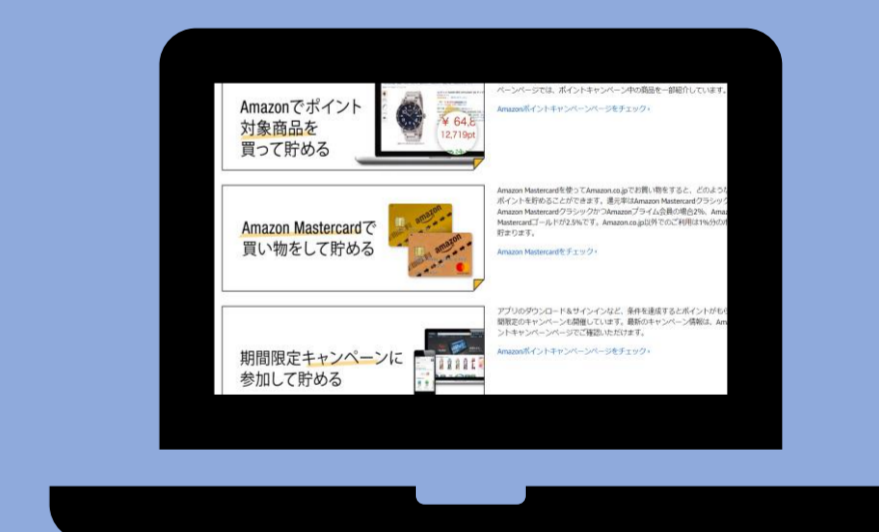 Amazonでポイント
対象商品を
買って貯める
¥ 64,8
12,719pt
ペーンページでは、ポイントキャンペーン中の商品を一部紹介しています。
Amazonポイントキャンペーンページをチェック›
Amazon Mastercardで
買い物をして貯める
amazon
amazon
Amazon Mastercardを使ってAmazon.co.jpでお買い物をすると、どのような
ポイントを貯めることができます。還元率はAmazon Mastercardクラシック
Amazon MastercardクラシックかつAmazonプライム会員の場合2%、Amaz
Mastercardゴールドが2.5%です。Amazon.co.jp以外でのご利用は1%分のポ
貯まります。
Amazon Mastercardをチェック›
期間限定キャンペーンに
参加して貯める
アプリのダウンロード&サインインなど、条件を達成するとポイントがもら
間限定のキャンペーンも開催しています。最新のキャンペーン情報は、Am
ントキャンペーンページでご確認いただけます。
Amazonポイントキャンペーンページをチェック›